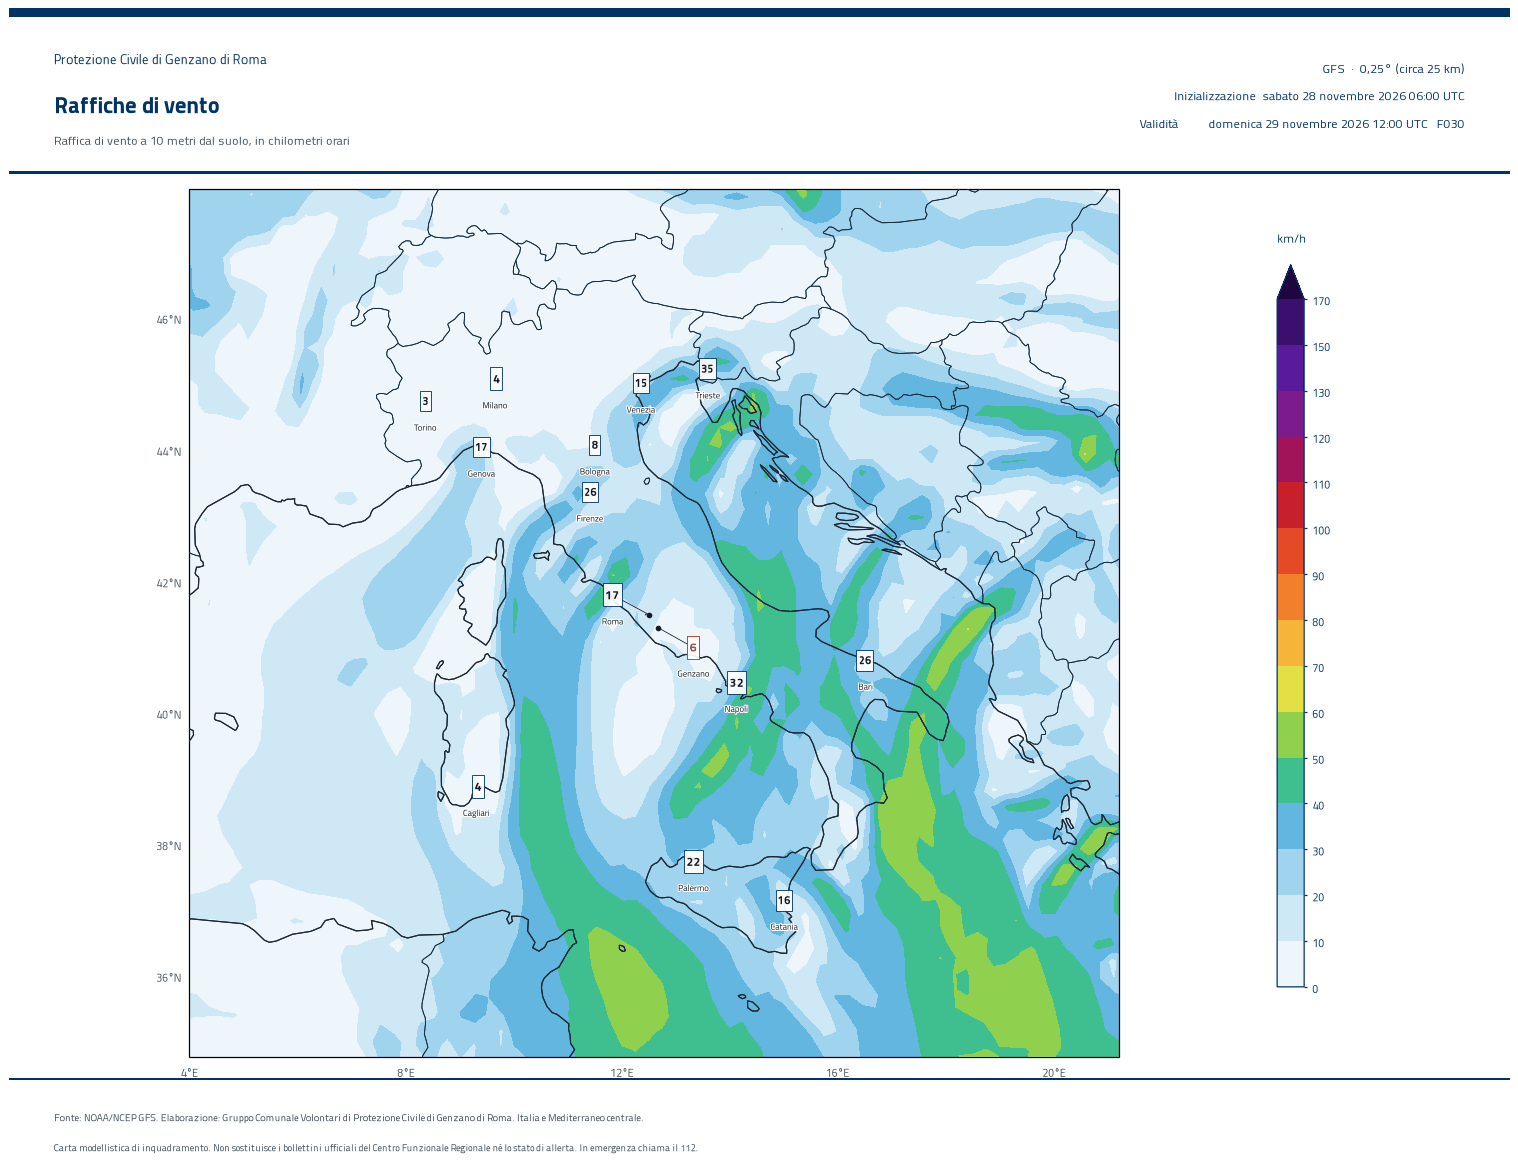 Protezione Civile di Genzano di Roma
Raffiche di vento
Raffica di vento a 10 metri dal suolo, in chilometri orari
GFS · 0,25° (circa 25 km)
Inizializzazione sabato 28 novembre 2026 06:00 UTC
Validità domenica 29 novembre 2026 12:00 UTC F030
km/h
170
150
130
120
110
100
90
80
70
60
50
40
30
20
10
0
46°N
44°N
42°N
40°N
38°N
36°N
4°E
8°E
12°E
16°E
20°E
35
Trieste
15
Venezia
4
Milano
3
Torino
17
Genova
8
Bologna
26
Firenze
17
Roma
6
Genzano
32
Napoli
26
Bari
4
Cagliari
22
Palermo
16
Catania
Fonte: NOAA/NCEP GFS. Elaborazione: Gruppo Comunale Volontari di Protezione Civile di Genzano di Roma. Italia e Mediterraneo centrale.
Carta modellistica di inquadramento. Non sostituisce i bollettini ufficiali del Centro Funzionale Regionale né lo stato di allerta. In emergenza chiama il 112.